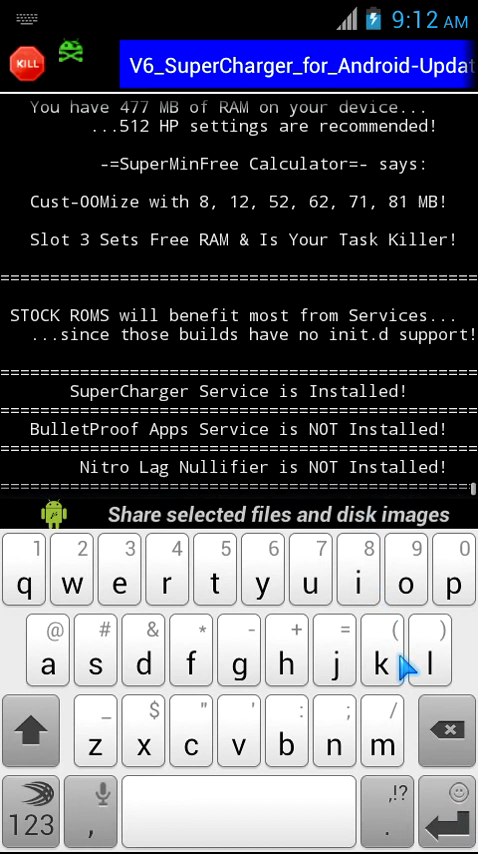 9:12 AM
KILL
V6_SuperCharger_for_Android-Updat
You have 477 MB of RAM on your device...
...512 HP settings are recommended!
-=SuperMinFree Calculator=- says:
Cust-OOMize with 8, 12, 52, 62, 71, 81 MB!
Slot 3 Sets Free RAM & Is Your Task Killer!
================================================
STOCK ROMS will benefit most from Services...
...since those builds have no init.d support!
================================================
SuperCharger Service is Installed!
================================================
BulletProof Apps Service is NOT Installed!
================================================
Nitro Lag Nullifier is NOT Installed!
================================================
Share selected files and disk images
1 2 3 4 5 6 7 8 9 0
q w e r t y u i o p
@ # & * - + = ( )
a s d f g h j k l
_ $ " ' : ; /
z x c v b n m
,!?
123 , .